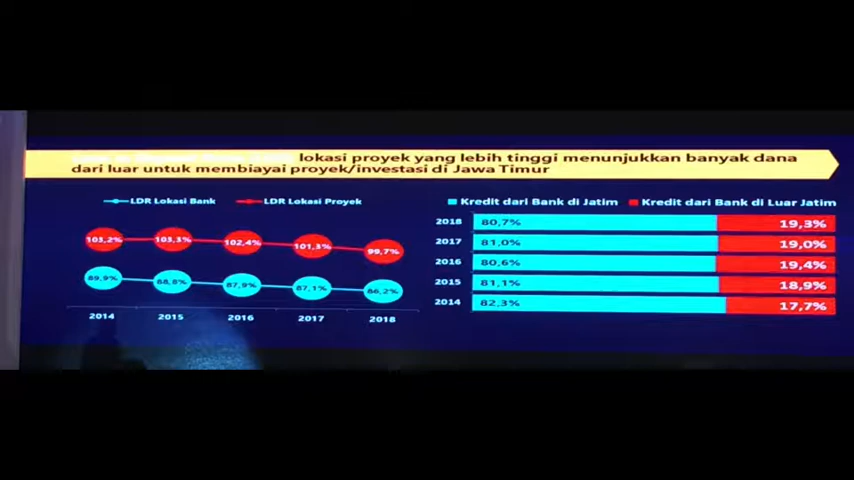 lokasi proyek yang lebih tinggi menunjukkan banyak dana
dari luar untuk membiayai proyek/investasi di Jawa Timur
LDR Lokasi Bank LDR Lokasi Proyek
103,2% 103,3% 102,4% 101,3% 99,7%
89,9% 88,8% 87,9% 87,1% 86,2%
2014 2015 2016 2017 2018
Kredit dari Bank di Jatim Kredit dari Bank di Luar Jatim
2018 80,7% 19,3%
2017 81,0% 19,0%
2016 80,6% 19,4%
2015 81,1% 18,9%
2014 82,3% 17,7%